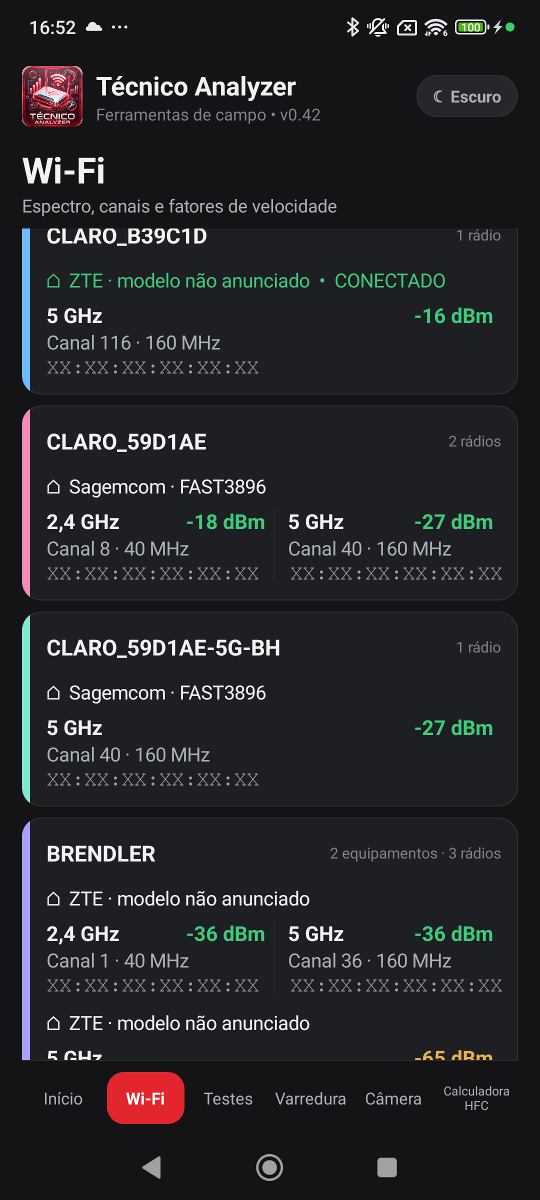 16:52
100
Técnico Analyzer
Ferramentas de campo • v0.42
TÉCNICO
ANALYZER
☾ Escuro
Wi-Fi
Espectro, canais e fatores de velocidade
CLARO_B39C1D 1 rádio
ZTE · modelo não anunciado • CONECTADO
5 GHz -16 dBm
Canal 116 · 160 MHz
XX:XX:XX:XX:XX:XX
CLARO_59D1AE 2 rádios
Sagemcom · FAST3896
2,4 GHz -18 dBm 5 GHz -27 dBm
Canal 8 · 40 MHz Canal 40 · 160 MHz
XX:XX:XX:XX:XX:XX XX:XX:XX:XX:XX:XX
CLARO_59D1AE-5G-BH 1 rádio
Sagemcom · FAST3896
5 GHz -27 dBm
Canal 40 · 160 MHz
XX:XX:XX:XX:XX:XX
BRENDLER 2 equipamentos · 3 rádios
ZTE · modelo não anunciado
2,4 GHz -36 dBm 5 GHz -36 dBm
Canal 1 · 40 MHz Canal 36 · 160 MHz
XX:XX:XX:XX:XX:XX XX:XX:XX:XX:XX:XX
ZTE · modelo não anunciado
5 GHz -65 dBm
Início Wi-Fi Testes Varredura Câmera Calculadora HFC